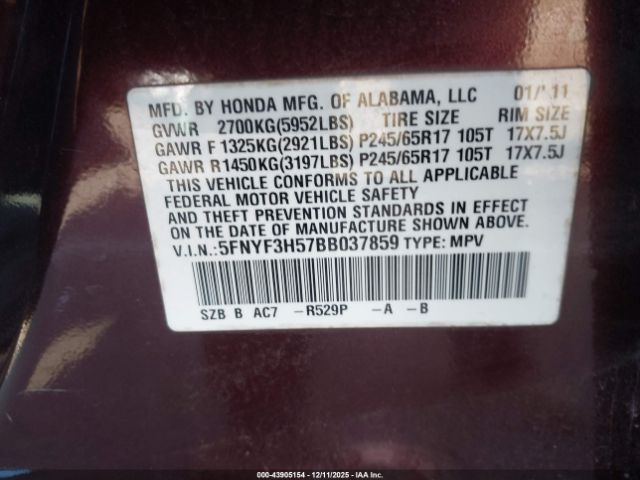 MFD. BY HONDA MFG. OF ALABAMA, LLC 01/'11
GVWR 2700KG(5952LBS) TIRE SIZE RIM SIZE
GAWR F 1325KG(2921LBS) P245/65R17 105T 17X7.5J
GAWR R 1450KG(3197LBS) P245/65R17 105T 17X7.5J
THIS VEHICLE CONFORMS TO ALL APPLICABLE
FEDERAL MOTOR VEHICLE SAFETY
AND THEFT PREVENTION STANDARDS IN EFFECT
ON THE DATE OF MANUFACTURE SHOWN ABOVE.
V.I.N.: 5FNYF3H57BB037859 TYPE: MPV
SZB B AC7 -R529P -A -B
000-43905154 - 12/11/2025 - IAA Inc.